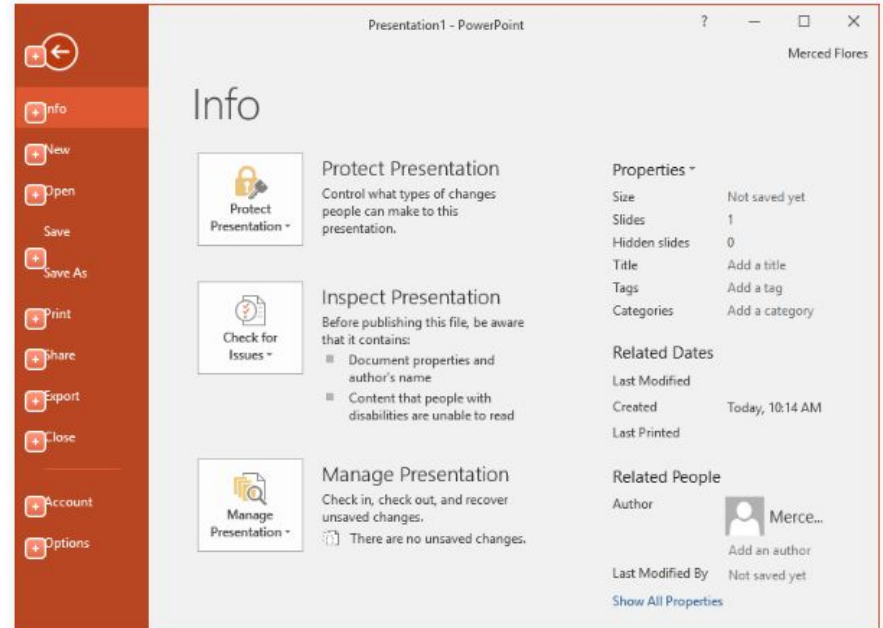 Presentation1 - PowerPoint
?
Merced Flores
Info
New
Open
Save
Save As
Print
Share
Export
Close
Account
Options
Info
Protect
Presentation
Protect Presentation
Control what types of changes
people can make to this
presentation.
Check for
Issues
Inspect Presentation
Before publishing this file, be aware
that it contains:
Document properties and
author's name
Content that people with
disabilities are unable to read
Manage
Presentation
Manage Presentation
Check in, check out, and recover
unsaved changes.
There are no unsaved changes.
Properties
Size Not saved yet
Slides 1
Hidden slides 0
Title Add a title
Tags Add a tag
Categories Add a category
Related Dates
Last Modified
Created Today, 10:14 AM
Last Printed
Related People
Author Merce...
Add an author
Last Modified By Not saved yet
Show All Properties